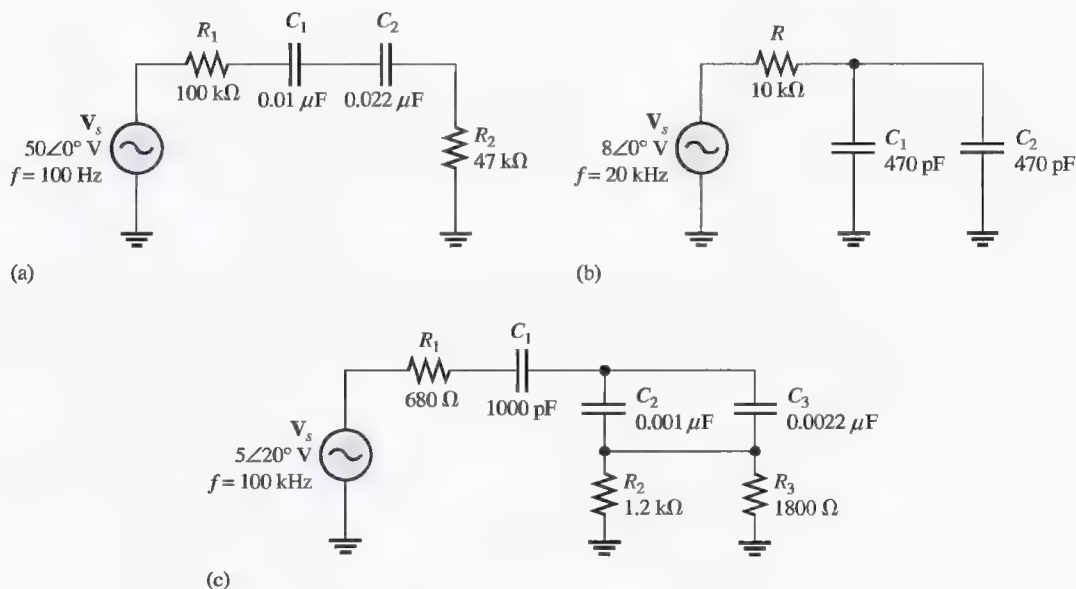 R1
100 kΩ
C1
0.01 μF
C2
0.022 μF
Vs
50∠0° V
f = 100 Hz
R2
47 kΩ
(a)
R
10 kΩ
Vs
8∠0° V
f = 20 kHz
C1
470 pF
C2
470 pF
(b)
R1
680 Ω
C1
1000 pF
Vs
5∠20° V
f = 100 kHz
C2
0.001 μF
C3
0.0022 μF
R2
1.2 kΩ
R3
1800 Ω
(c)